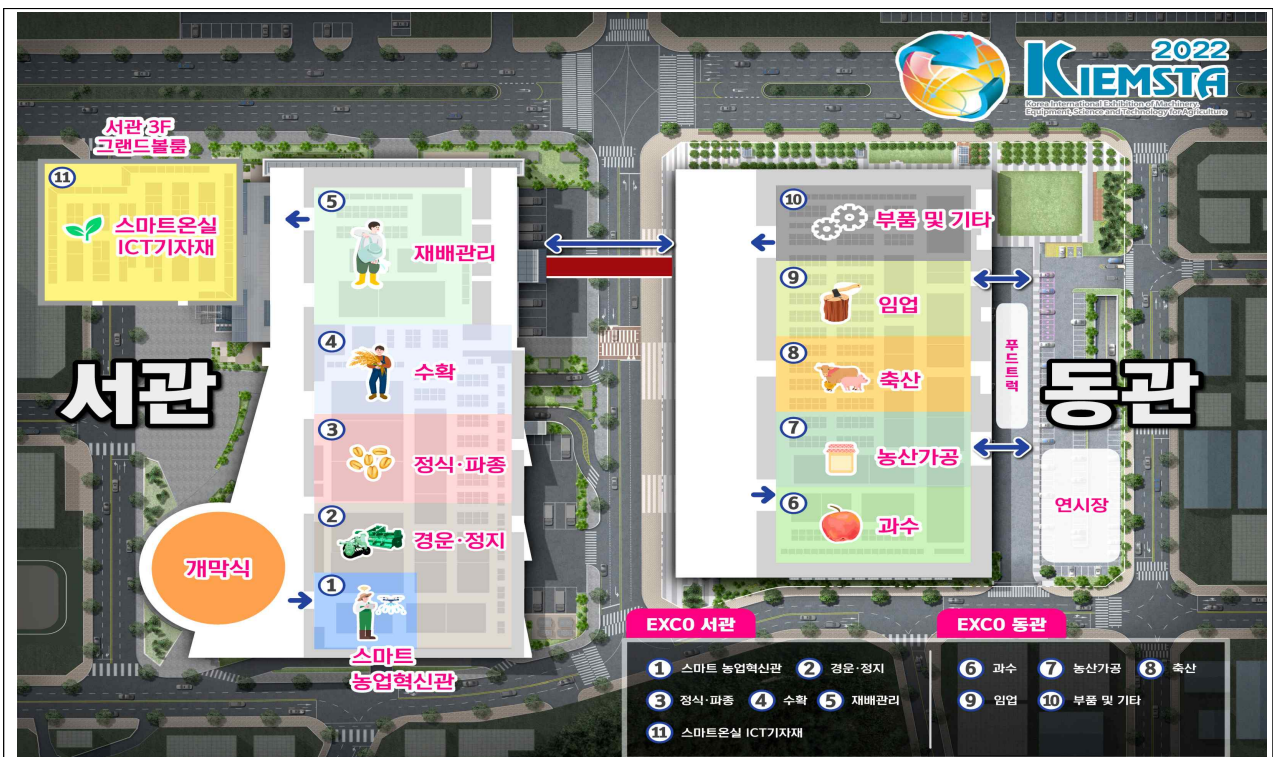 2022
KIEMSTA
Korea International Exhibition of Machinery,
Equipment, Science and Technology for Agriculture
서관 3F
그랜드볼룸
11
스마트온실
ICT기자재
5
재배관리
4
수확
3
정식·파종
2
경운·정지
1
스마트
농업혁신관
개막식
서관
10
부품 및 기타
9
임업
8
축산
7
농산가공
6
과수
푸드트럭
동관
연시장
EXCO 서관
1 스마트 농업혁신관 2 경운·정지
3 정식·파종 4 수확 5 재배관리
11 스마트온실 ICT기자재
EXCO 동관
6 과수 7 농산가공 8 축산
9 임업 10 부품 및 기타